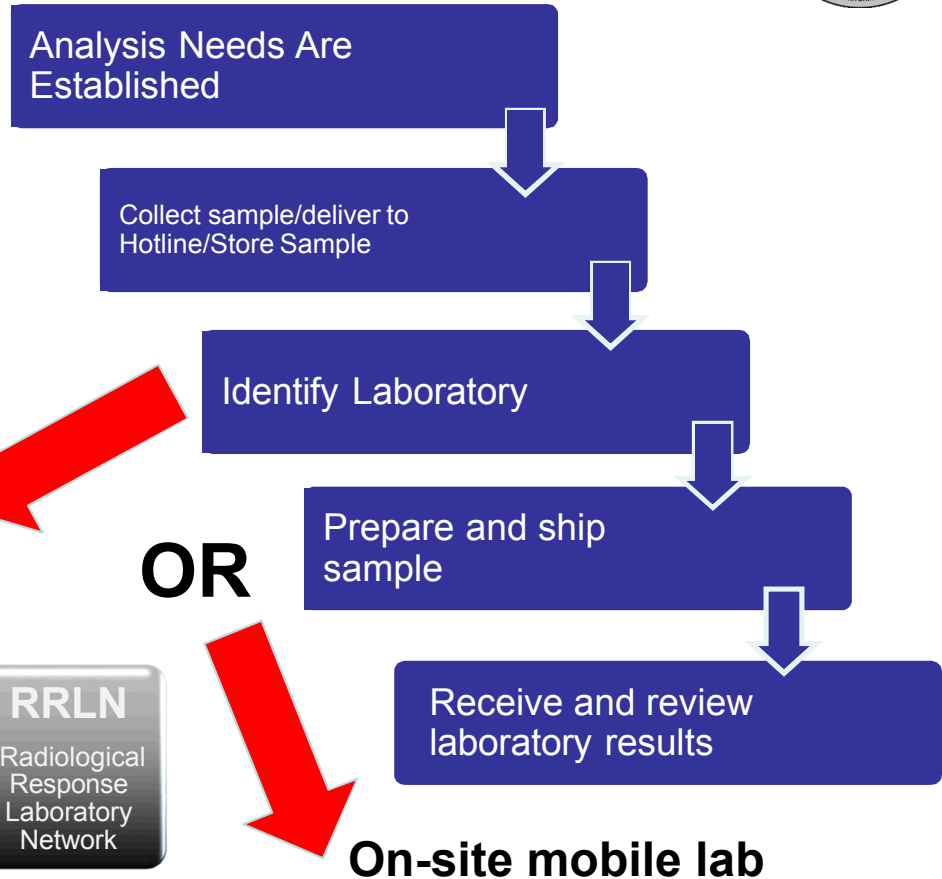 Analysis Needs Are
Established
Collect sample/deliver to
Hotline/Store Sample
Identify Laboratory
Prepare and ship
sample
OR
RRLN
Radiological
Response
Laboratory
Network
Receive and review
laboratory results
On-site mobile lab